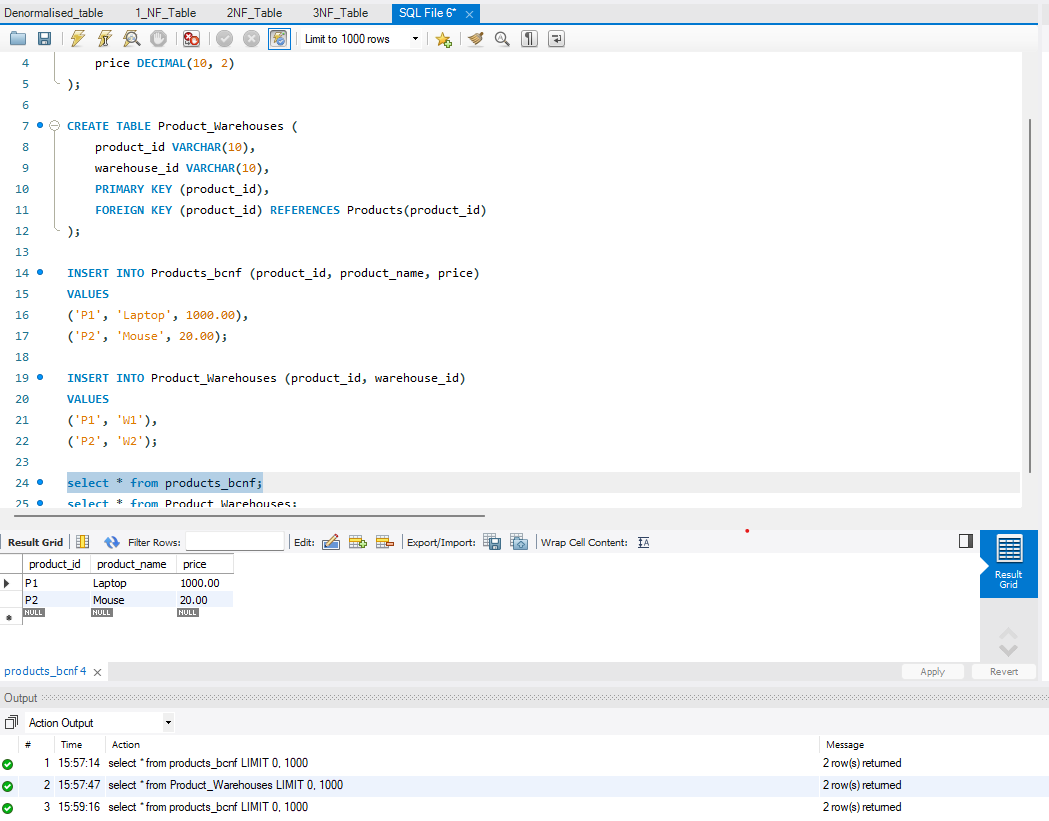 Denormalised_table 1_NF_Table 2NF_Table 3NF_Table SQL File 6*
Limit to 1000 rows
4 price DECIMAL(10, 2)
5 );
6
7 CREATE TABLE Product_Warehouses (
8 product_id VARCHAR(10),
9 warehouse_id VARCHAR(10),
10 PRIMARY KEY (product_id),
11 FOREIGN KEY (product_id) REFERENCES Products(product_id)
12 );
13
14 INSERT INTO Products_bcnf (product_id, product_name, price)
15 VALUES
16 ('P1', 'Laptop', 1000.00),
17 ('P2', 'Mouse', 20.00);
18
19 INSERT INTO Product_Warehouses (product_id, warehouse_id)
20 VALUES
21 ('P1', 'W1'),
22 ('P2', 'W2');
23
24 select * from products_bcnf;
25 select * from Product_Warehouses;
Result Grid Filter Rows: Edit: Export/Import: Wrap Cell Content:
product_id product_name price
P1 Laptop 1000.00
P2 Mouse 20.00
NULL NULL NULL
Result
Grid
products_bcnf 4 Apply Revert
Output
Action Output
# Time Action Message
1 15:57:14 select * from products_bcnf LIMIT 0, 1000 2 row(s) returned
2 15:57:47 select * from Product_Warehouses LIMIT 0, 1000 2 row(s) returned
3 15:59:16 select * from products_bcnf LIMIT 0, 1000 2 row(s) returned